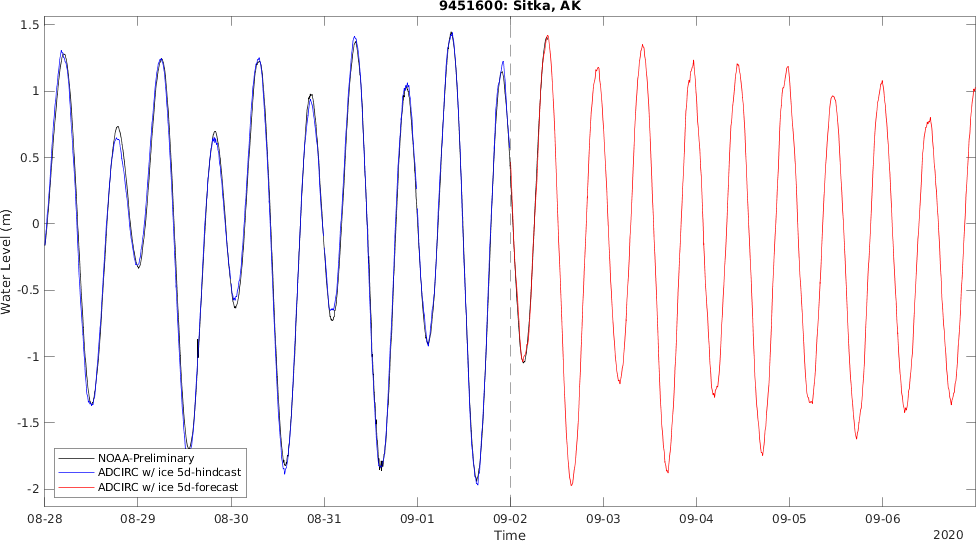 9451600: Sitka, AK
1.5
1
0.5
0
-0.5
-1
-1.5
-2
Water Level (m)
NOAA-Preliminary
ADCIRC w/ ice 5d-hindcast
ADCIRC w/ ice 5d-forecast
08-28 08-29 08-30 08-31 09-01 09-02 09-03 09-04 09-05 09-06
Time
2020